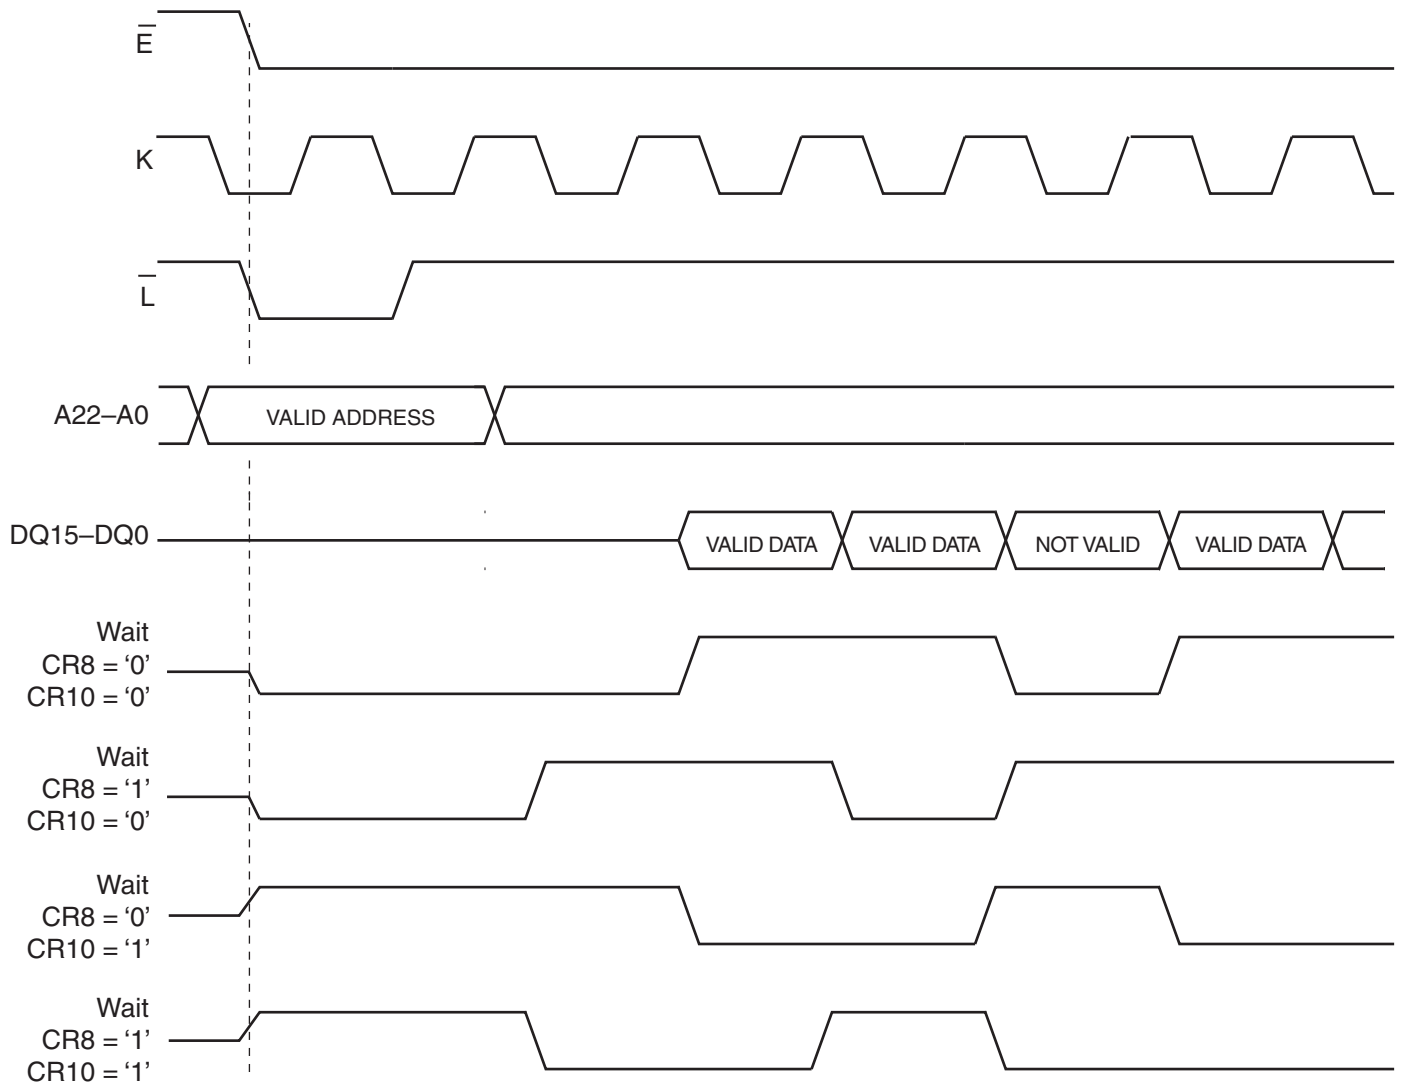 E̅
K
L̅
A22–A0
VALID ADDRESS
DQ15–DQ0
VALID DATA
VALID DATA
NOT VALID
VALID DATA
Wait
CR8 = ‘0’
CR10 = ‘0’
Wait
CR8 = ‘1’
CR10 = ‘0’
Wait
CR8 = ‘0’
CR10 = ‘1’
Wait
CR8 = ‘1’
CR10 = ‘1’